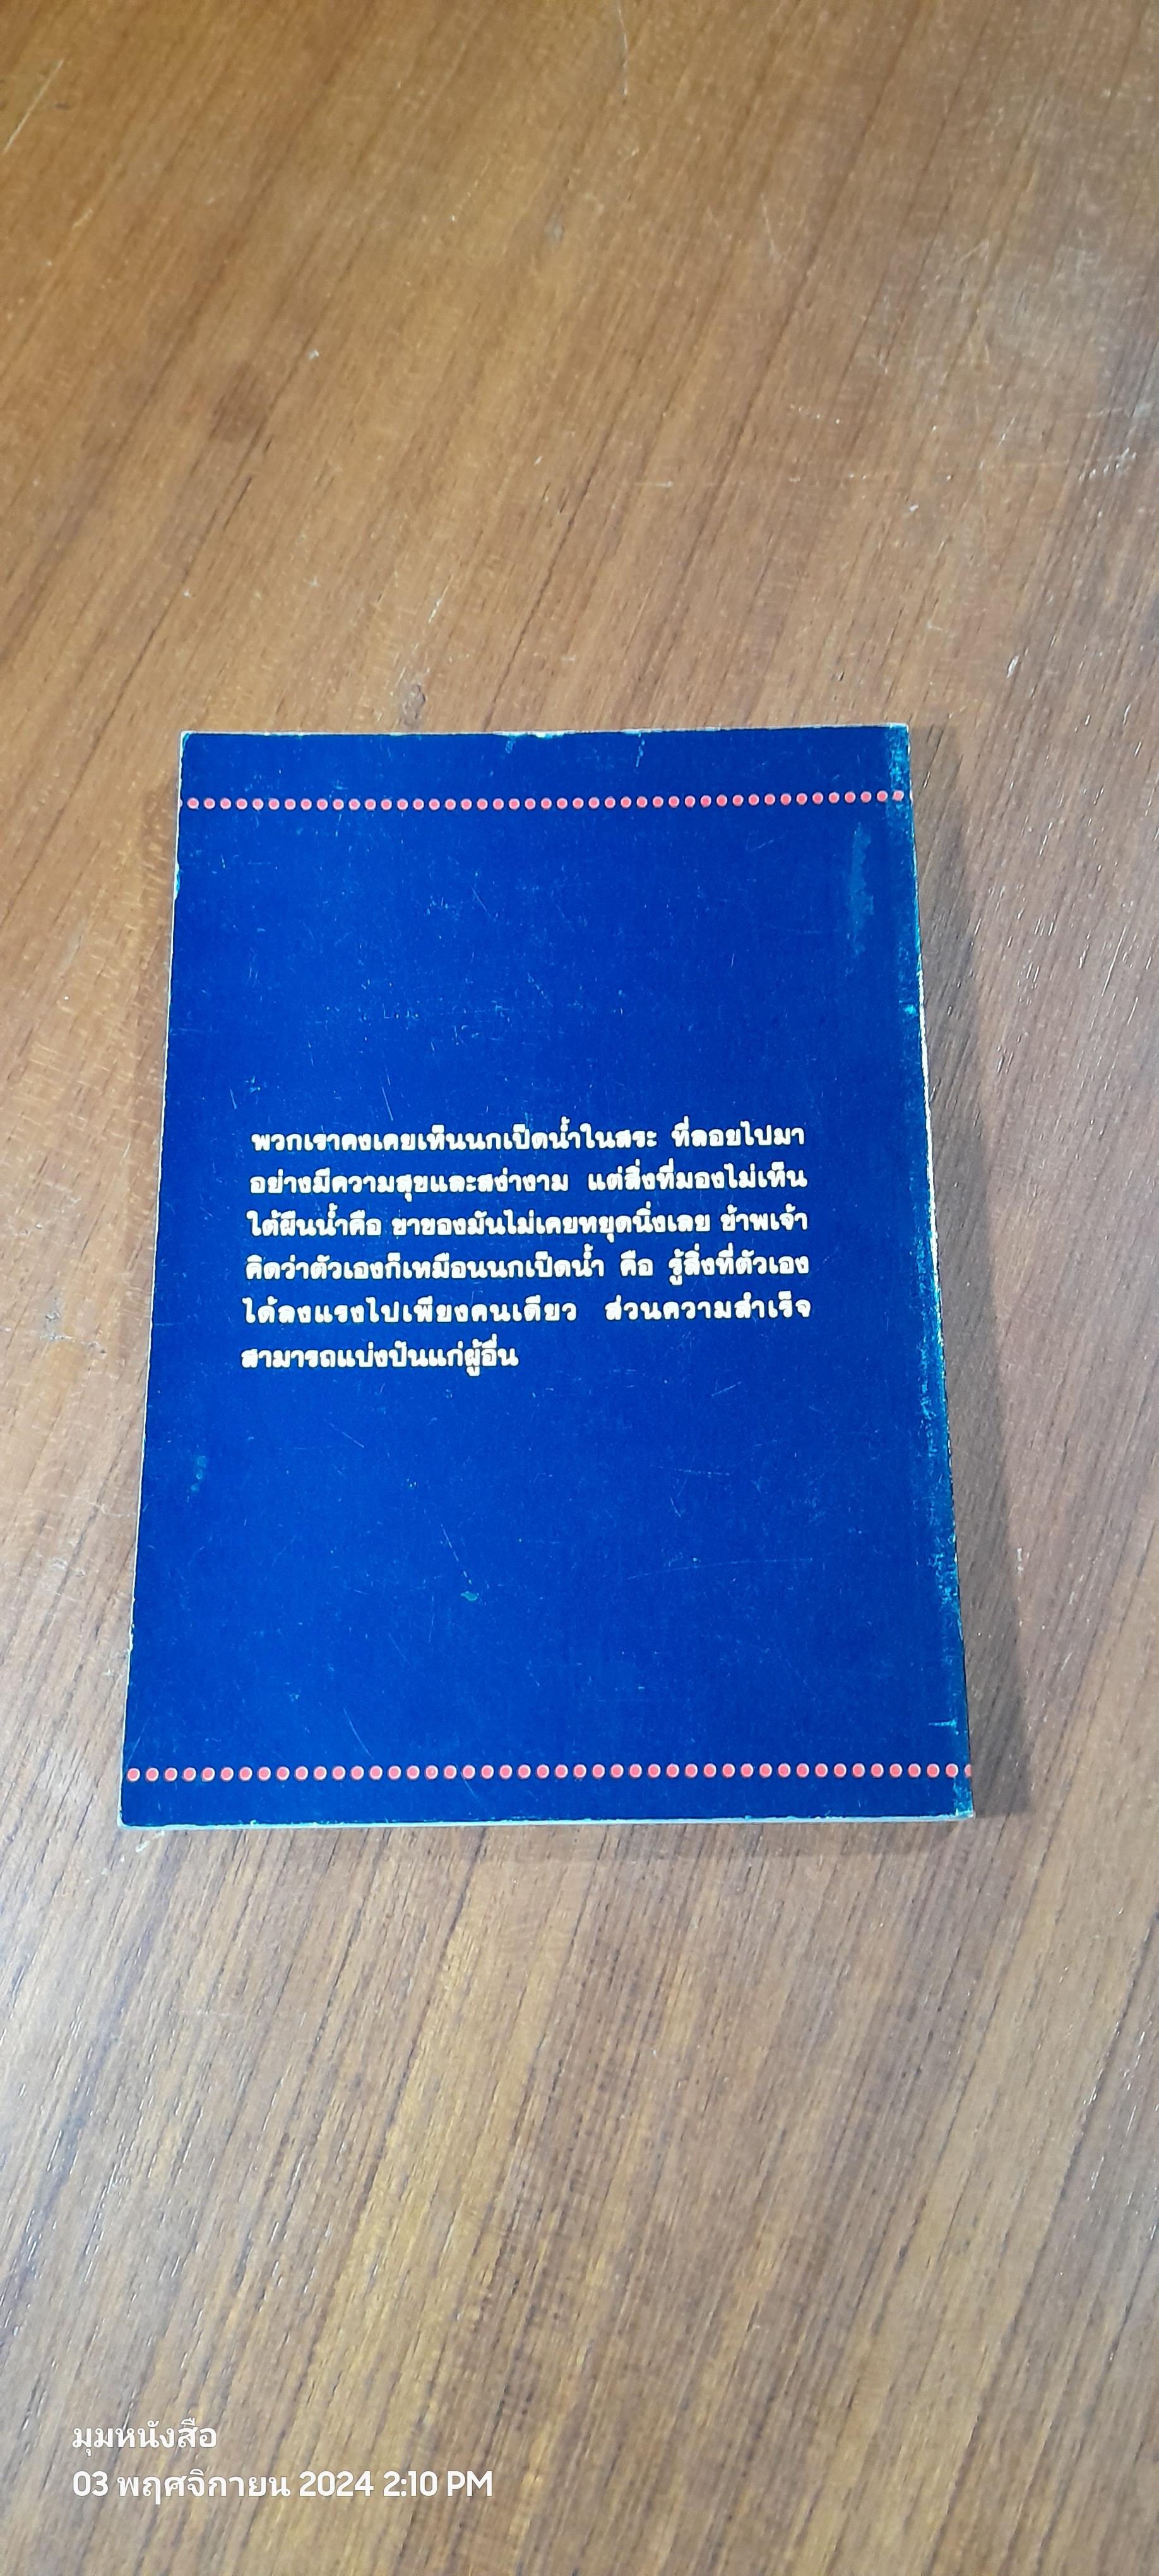 พวกเราคงเคยเห็นนกเป็ดน้ำในสระ ที่ลอยไปมา
อย่างมีความสุขและสง่างาม แต่สิ่งที่มองไม่เห็น
ใต้ผืนน้ำคือ ขาของมันไม่เคยหยุดนิ่งเลย ข้าพเจ้า
คิดว่าตัวเองก็เหมือนนกเป็ดน้ำ คือ รู้สิ่งที่ตัวเอง
ได้ลงแรงไปเพียงคนเดียว ส่วนความสำเร็จ
สามารถแบ่งปันแก่ผู้อื่น
มุมหนังสือ
03 พฤศจิกายน 2024 2:10 PM